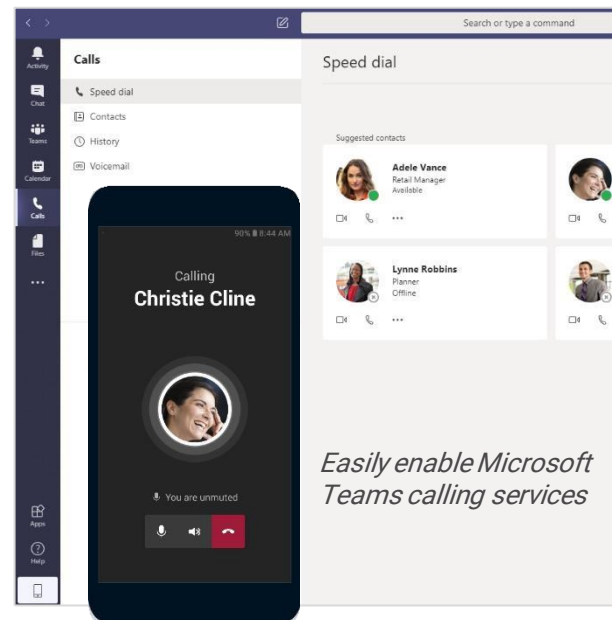 Search or type a command
Activity
Chat
Teams
Calendar
Calls
Files
Apps
Help
Calls
Speed dial
Contacts
History
Voicemail
Speed dial
Suggested contacts
Adele Vance
Retail Manager
Available
Lynne Robbins
Planner
Offline
90% 8:44 AM
Calling
Christie Cline
You are unmuted
Easily enable Microsoft
Teams calling services